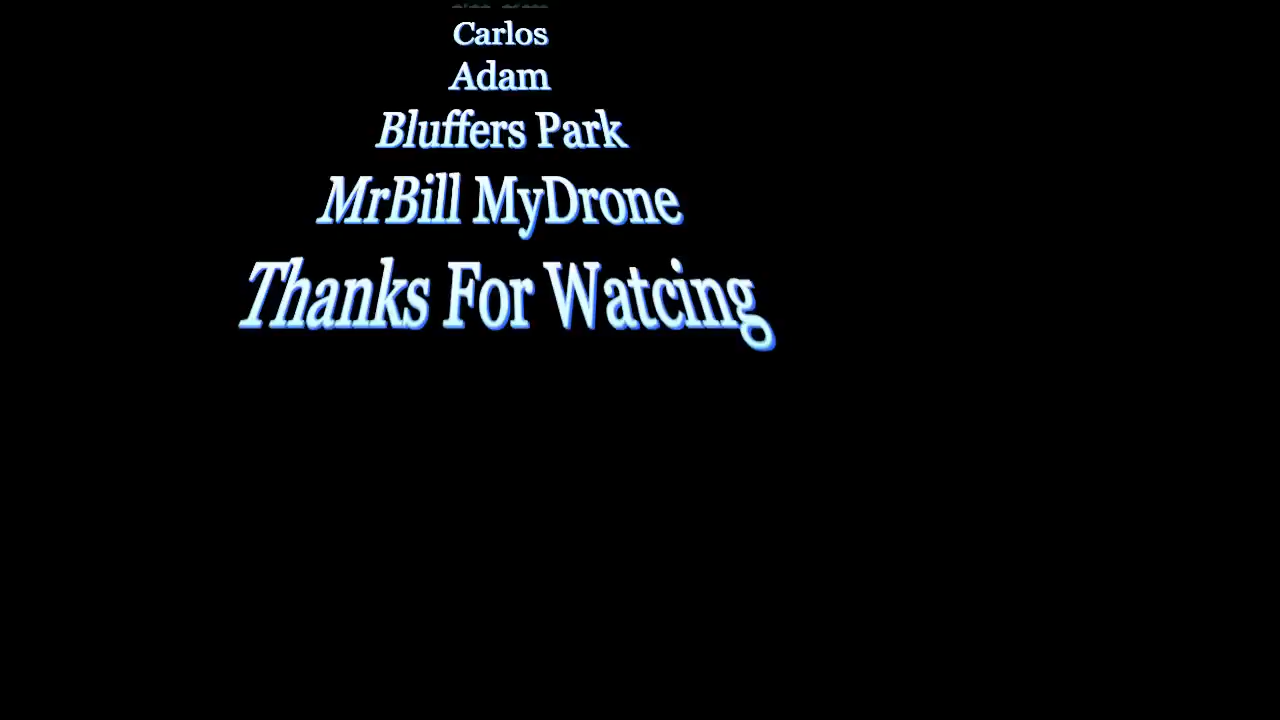 Carlos
Adam
Bluffers Park
MrBill MyDrone
Thanks For Watcing